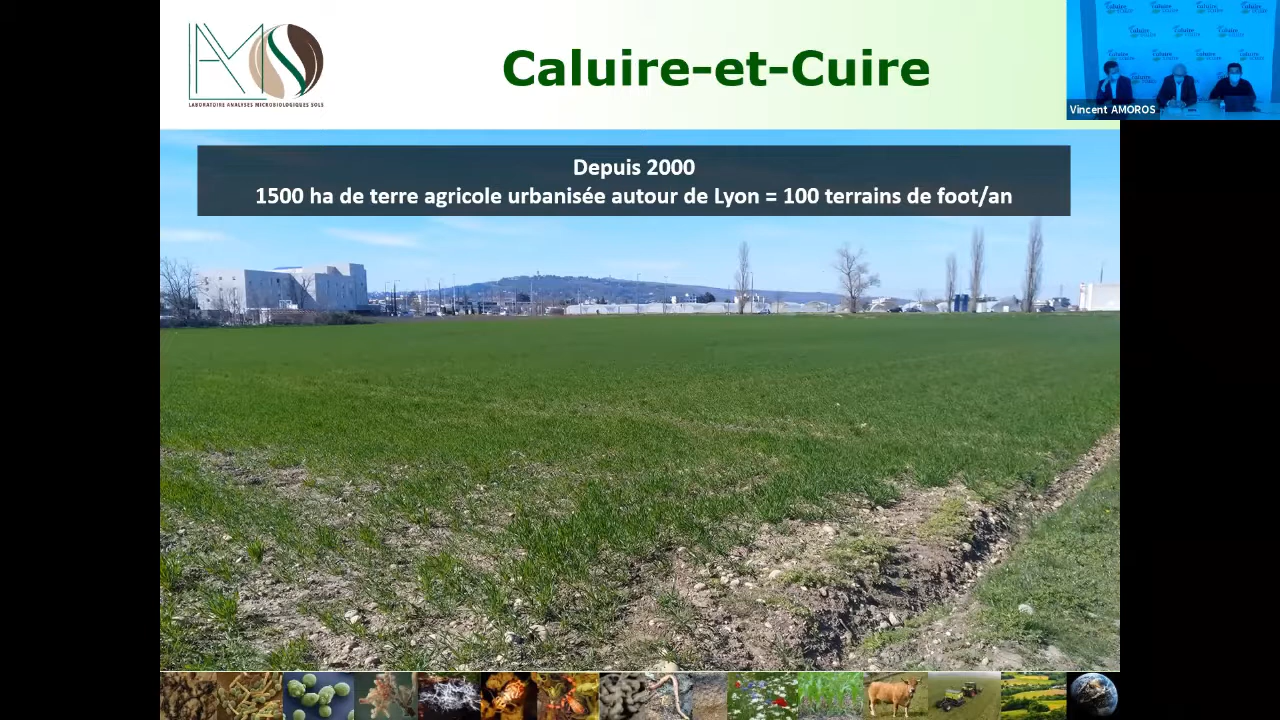 LAMS
LABORATOIRE ANALYSES MICROBIOLOGIQUES SOLS
Caluire-et-Cuire
Vincent AMOROS
Depuis 2000
1500 ha de terre agricole urbanisée autour de Lyon = 100 terrains de foot/an